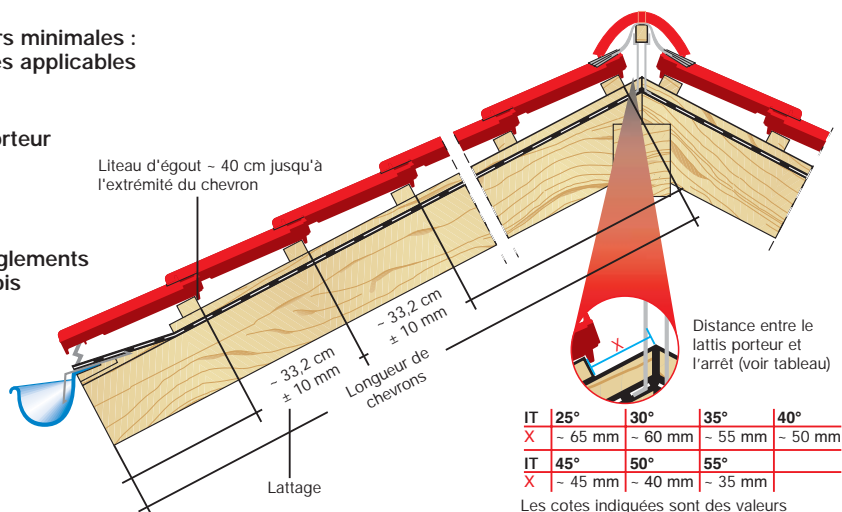 rs minimales :
es applicables
orteur
Liteau d'égout ~ 40 cm jusqu'à
l'extrémité du chevron
glements
ois
~ 33,2 cm
± 10 mm
~ 33,2 cm
± 10 mm
Longueur de
chevrons
Lattage
X
Distance entre le
lattis porteur et
l'arrêt (voir tableau)
IT 25° 30° 35° 40°
X ~ 65 mm ~ 60 mm ~ 55 mm ~ 50 mm
IT 45° 50° 55°
X ~ 45 mm ~ 40 mm ~ 35 mm
Les cotes indiquées sont des valeurs